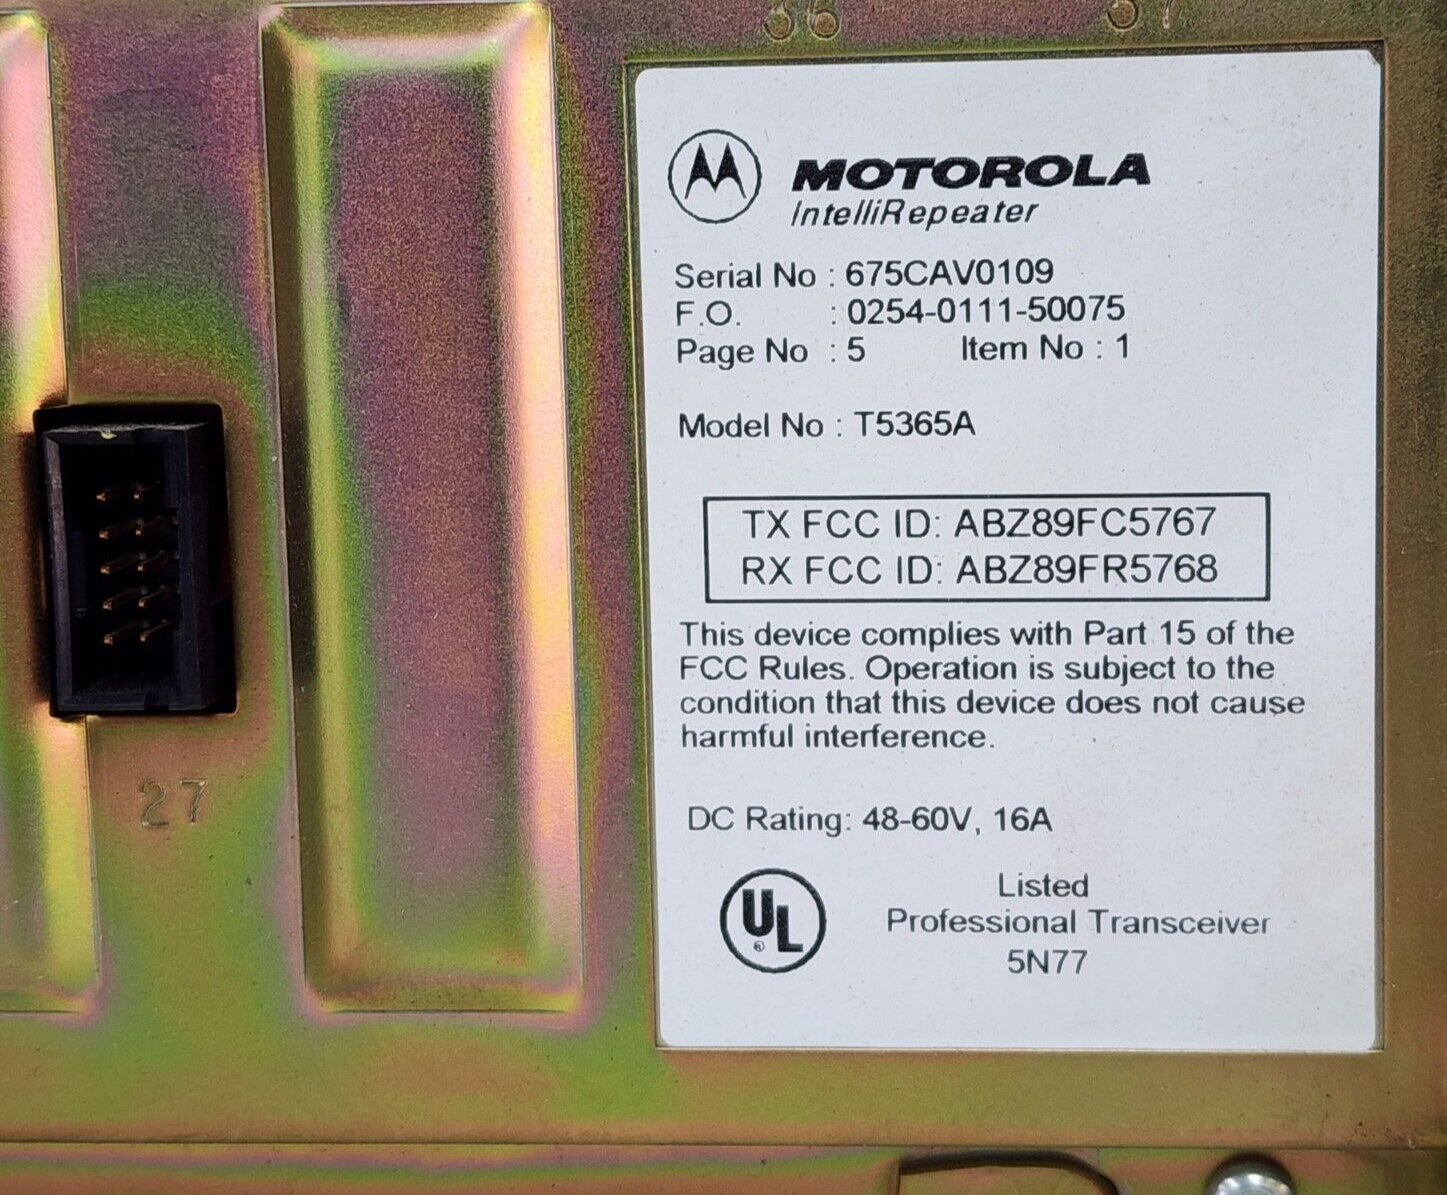 36 37
MOTOROLA
IntelliRepeater
Serial No : 675CAV0109
F.O. : 0254-0111-50075
Page No : 5 Item No : 1
Model No : T5365A
TX FCC ID: ABZ89FC5767
RX FCC ID: ABZ89FR5768
This device complies with Part 15 of the
FCC Rules. Operation is subject to the
condition that this device does not cause
harmful interference.
27
DC Rating: 48-60V, 16A
UL
®
Listed
Professional Transceiver
5N77